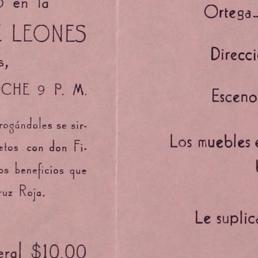 en la
LEONES
s,
CHE 9 P. M.
rogándoles se sir-
etos con don Fi-
os beneficios que
ruz Roja.
eral $10.00
Ortega..
Direcci
Esceno
Los muebles e
Le suplica